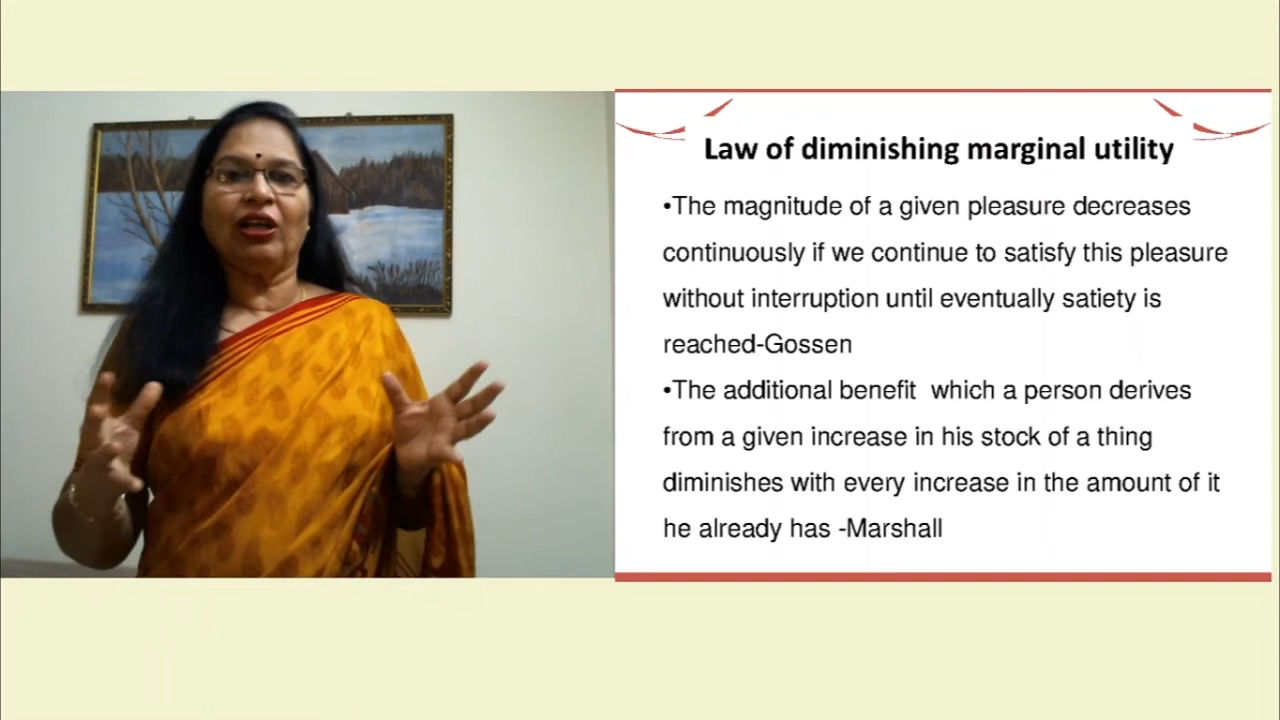 Law of diminishing marginal utility
•The magnitude of a given pleasure decreases
continuously if we continue to satisfy this pleasure
without interruption until eventually satiety is
reached-Gossen
•The additional benefit  which a person derives
from a given increase in his stock of a thing
diminishes with every increase in the amount of it
he already has -Marshall